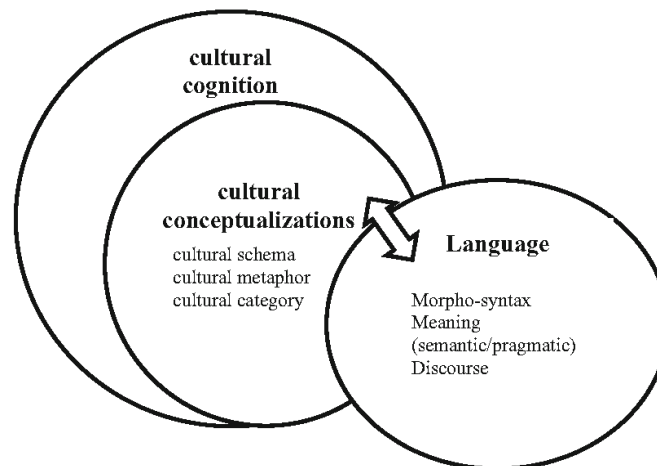 cultural
cognition
cultural
conceptualizations
cultural schema
cultural metaphor
cultural category
Language
Morpho-syntax
Meaning
(semantic/pragmatic)
Discourse